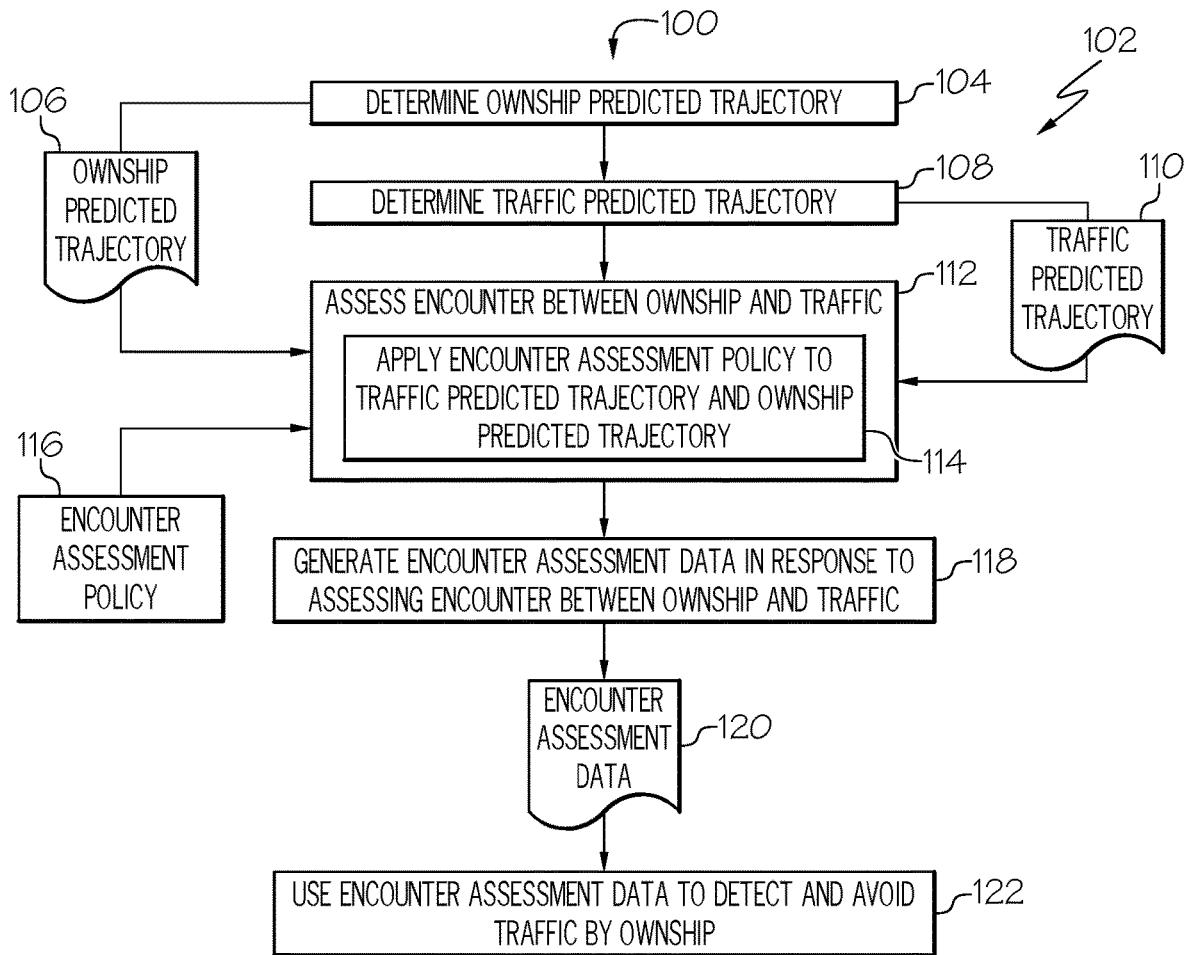 100
102
106
DETERMINE OWNSHIP PREDICTED TRAJECTORY
104
OWNSHIP
PREDICTED
TRAJECTORY
DETERMINE TRAFFIC PREDICTED TRAJECTORY
108
110
TRAFFIC
PREDICTED
TRAJECTORY
ASSESS ENCOUNTER BETWEEN OWNSHIP AND TRAFFIC
112
APPLY ENCOUNTER ASSESSMENT POLICY TO
TRAFFIC PREDICTED TRAJECTORY AND OWNSHIP
PREDICTED TRAJECTORY
114
116
ENCOUNTER
ASSESSMENT
POLICY
GENERATE ENCOUNTER ASSESSMENT DATA IN RESPONSE TO
ASSESSING ENCOUNTER BETWEEN OWNSHIP AND TRAFFIC
118
ENCOUNTER
ASSESSMENT
DATA
120
USE ENCOUNTER ASSESSMENT DATA TO DETECT AND AVOID
TRAFFIC BY OWNSHIP
122